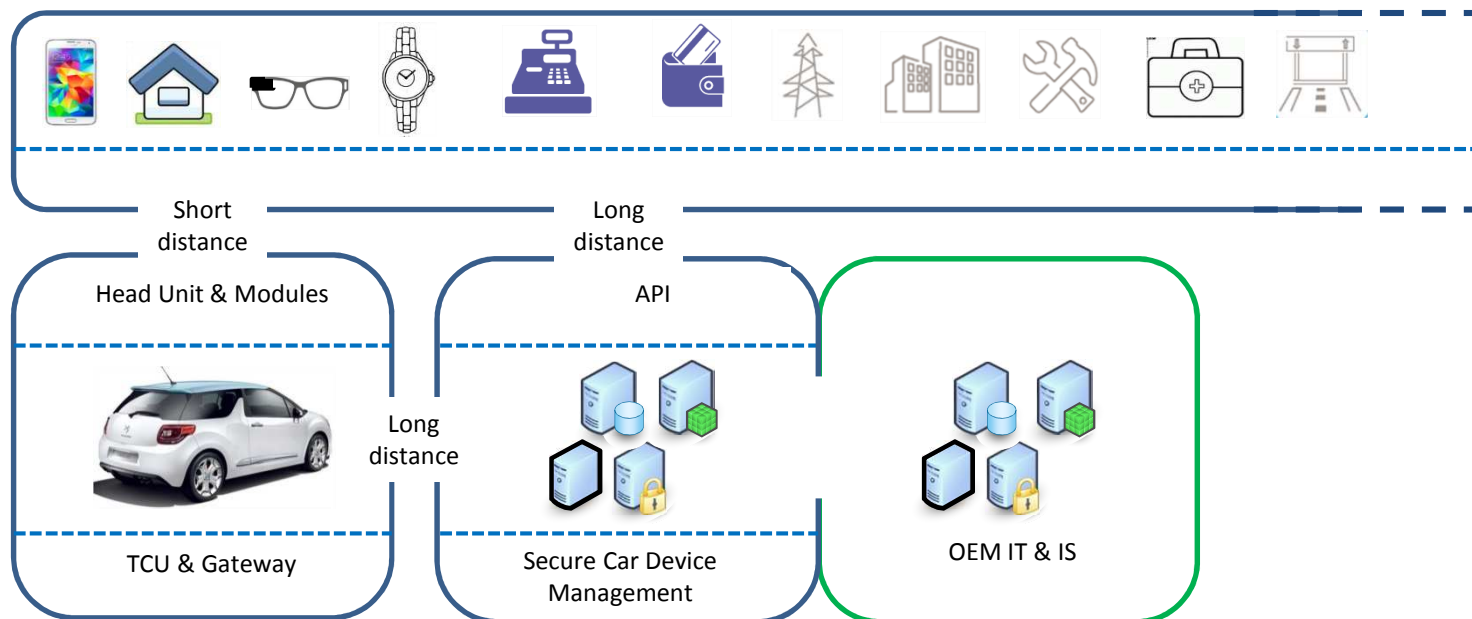 Short
distance
Long
distance
Head Unit & Modules
API
Long
distance
TCU & Gateway
Secure Car Device
Management
OEM IT & IS